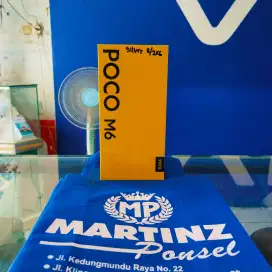 Silver 8/256
POCO M6
MP
MARTINZ
Ponsel
Jl. Kedungmundu Raya No. 22